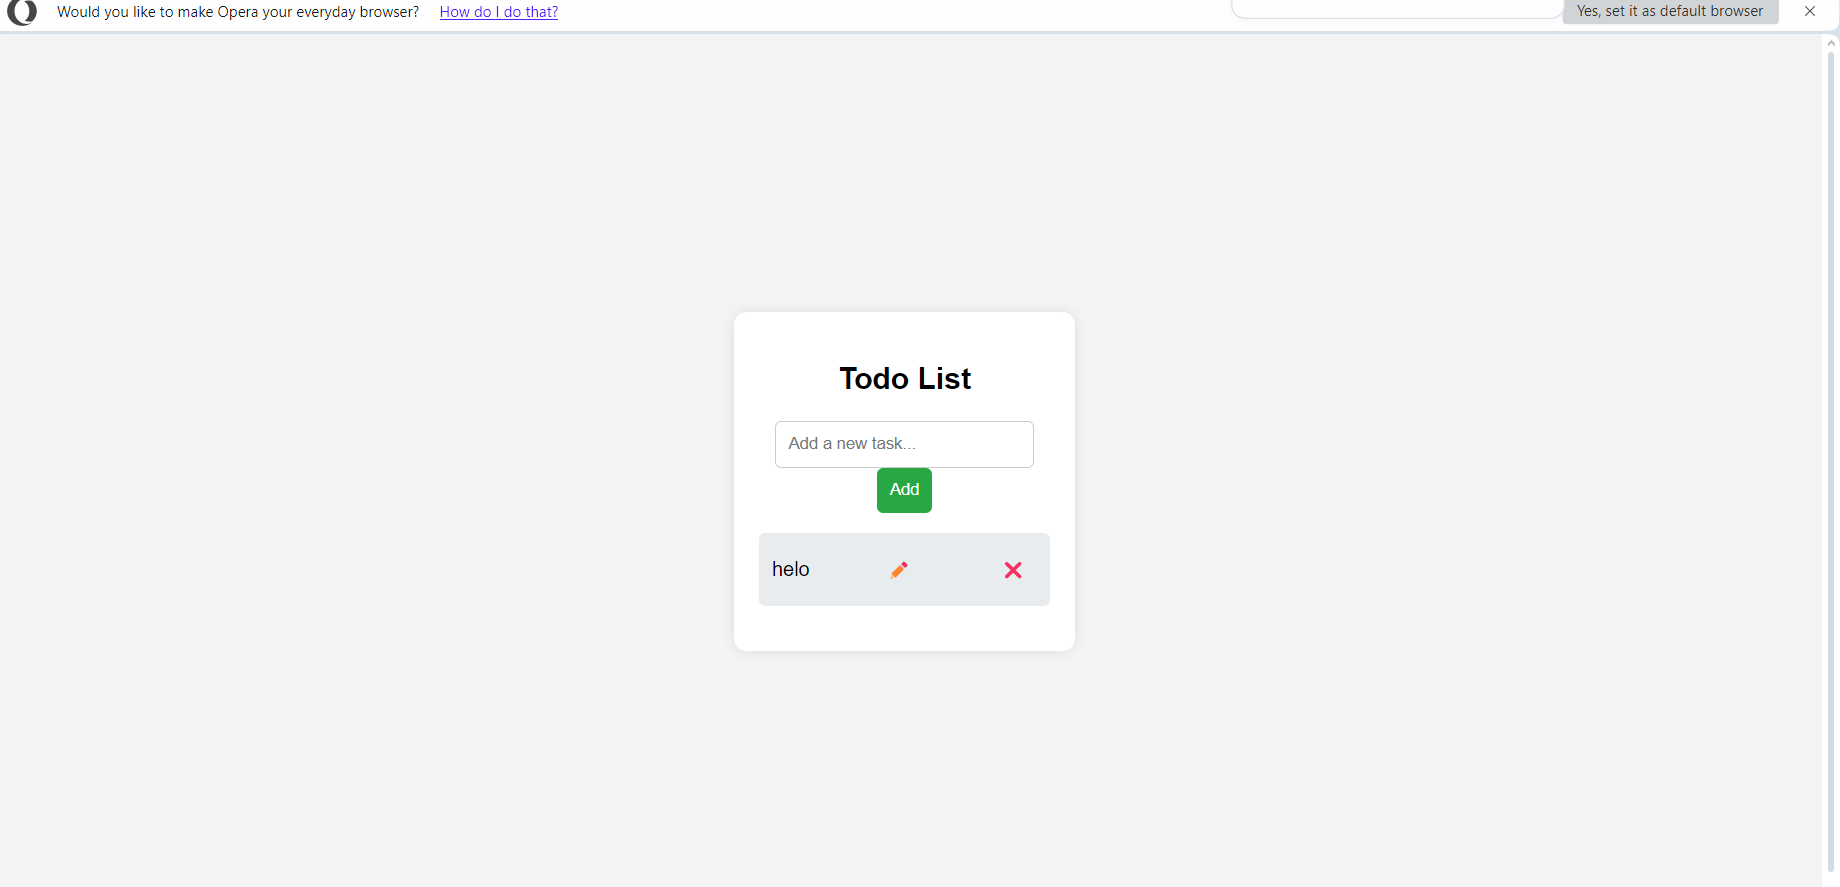 Would you like to make Opera your everyday browser? How do I do that? Yes, set it as default browser
Todo List
Add a new task...
Add
helo